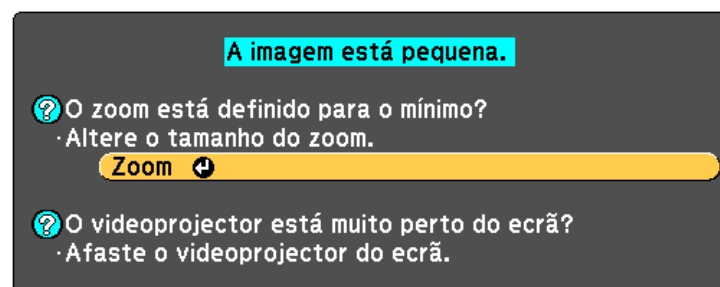 A imagem está pequena.
O zoom está definido para o mínimo?
·Altere o tamanho do zoom.
Zoom
O videoprojector está muito perto do ecrã?
·Afaste o videoprojector do ecrã.